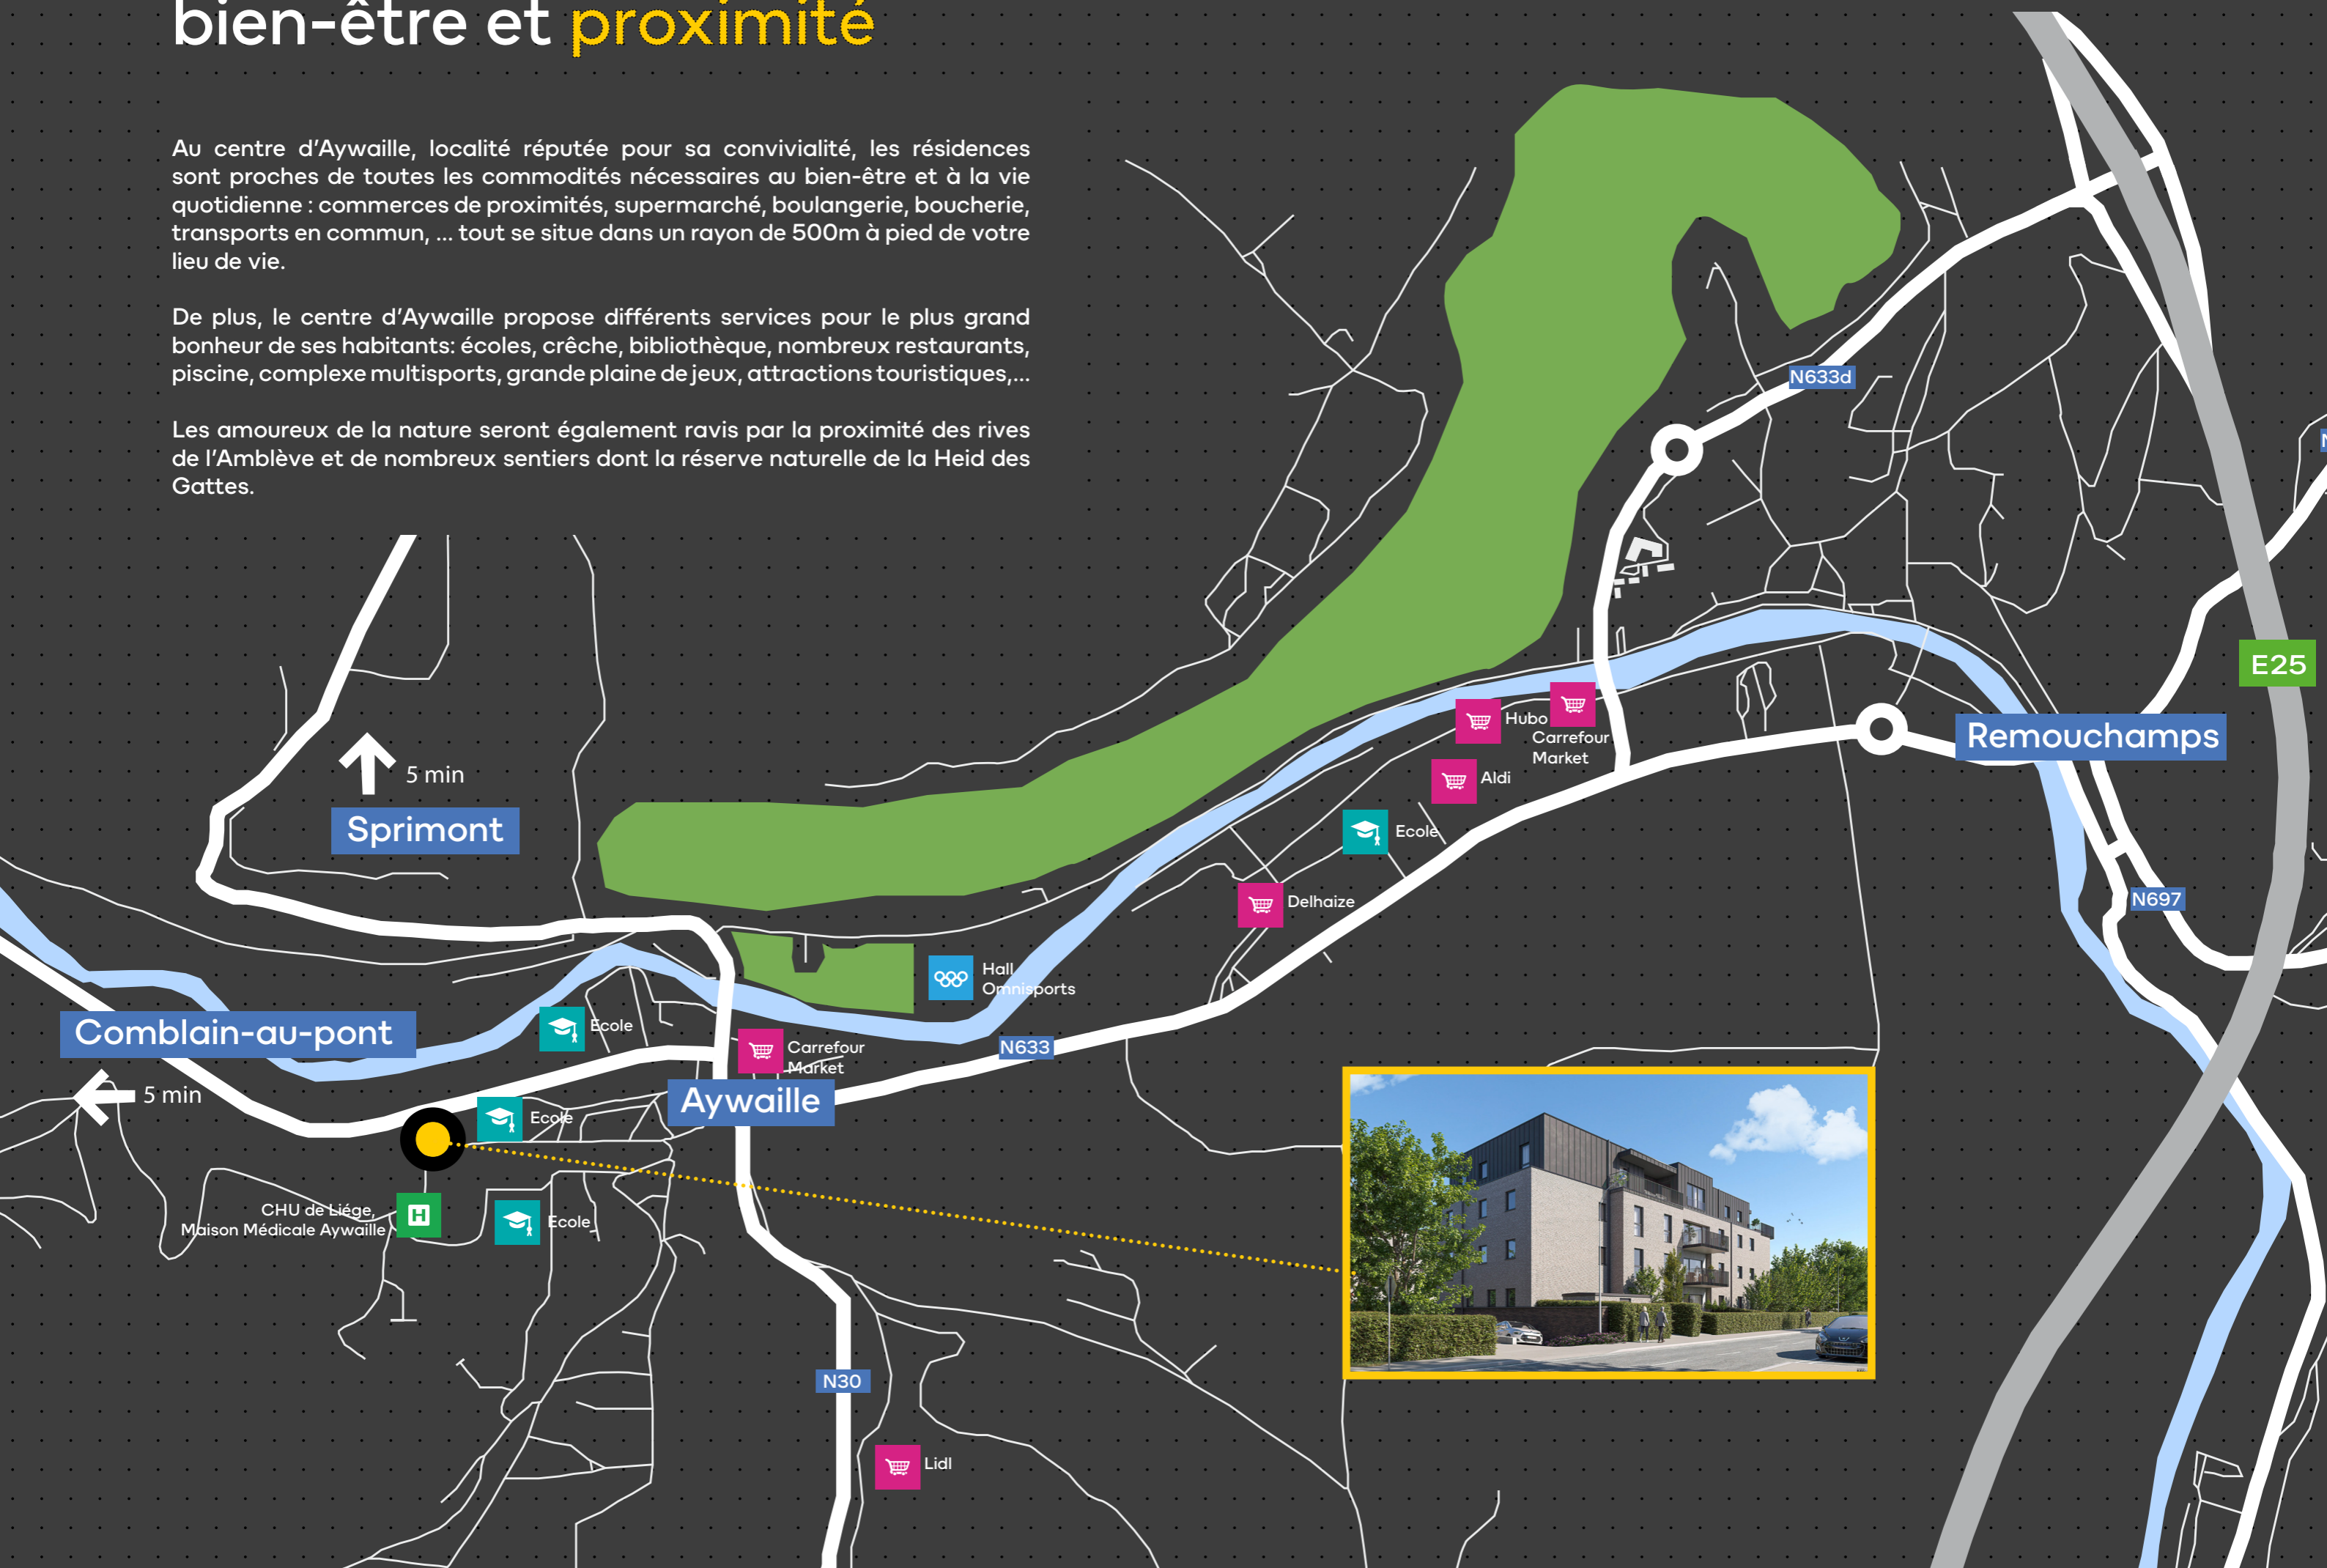 bien-être et proximité
Au centre d'Aywaille, localité réputée pour sa convivialité, les résidences
sont proches de toutes les commodités nécessaires au bien-être et à la vie
quotidienne : commerces de proximités, supermarché, boulangerie, boucherie,
transports en commun, ... tout se situe dans un rayon de 500m à pied de votre
lieu de vie.
De plus, le centre d'Aywaille propose différents services pour le plus grand
bonheur de ses habitants: écoles, crêche, bibliothèque, nombreux restaurants,
piscine, complexe multisports, grande plaine de jeux, attractions touristiques,...
Les amoureux de la nature seront également ravis par la proximité des rives
de l'Amblève et de nombreux sentiers dont la réserve naturelle de la Heid des
Gattes.
N633d
E25
Hubo
Carrefour
Market
Remouchamps
5 min
Aldi
Sprimont
Ecole
Delhaize
N697
Hall
Omnisports
Ecole
Comblain-au-pont
N633
Carrefour
Market
5 min
Aywaille
Ecole
CHU de Liége,
Maison Médicale Aywaille
H
Ecole
N30
Lidl